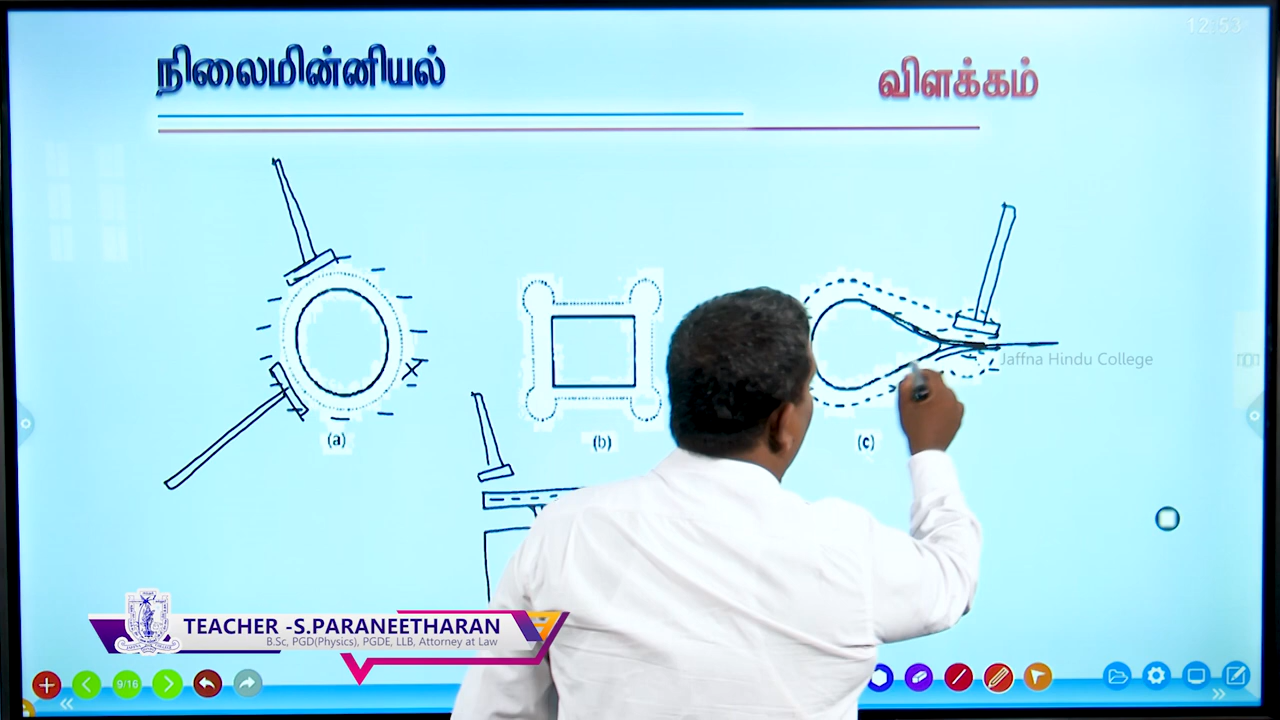 12:53
நிலைமின்னியல்
விளக்கம்
Jaffna Hindu College
(a)
(b)
(c)
TEACHER -S.PARANEETHARAN
B.Sc, PGD(Physics), PGDE, LLB, Attorney at Law
9/16